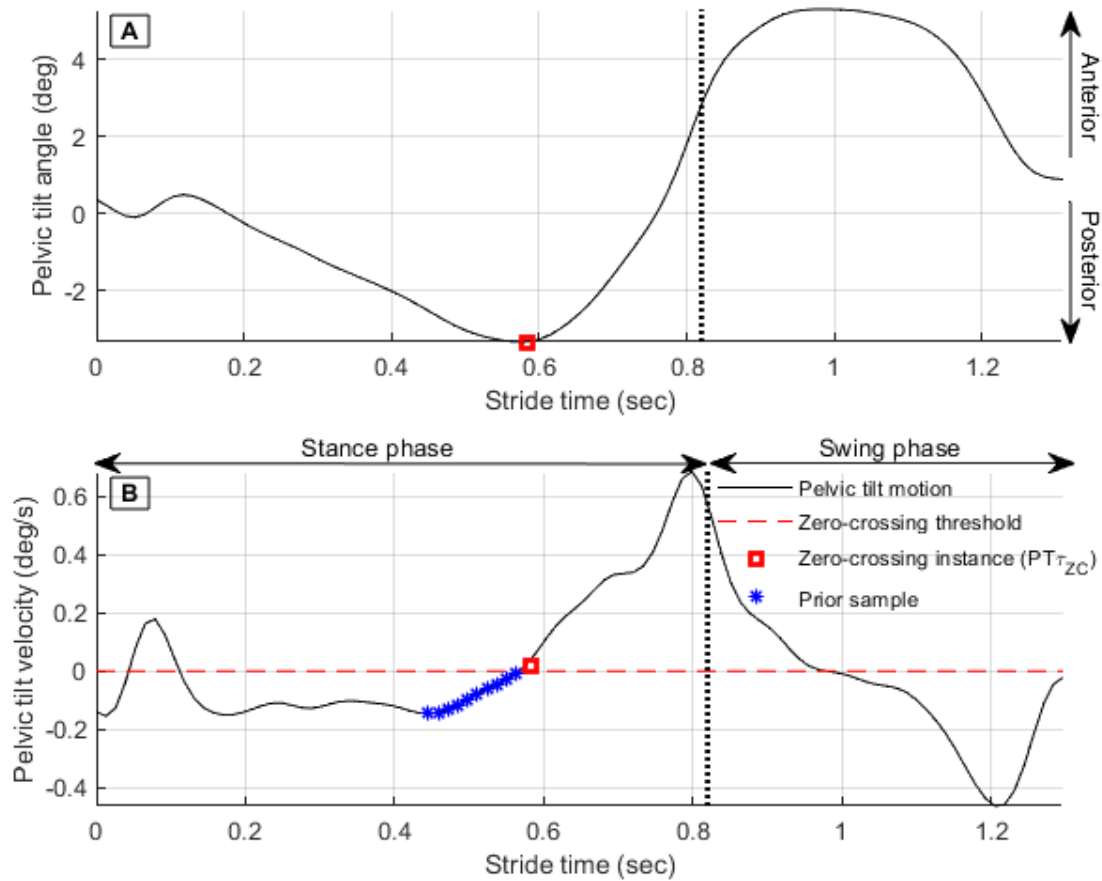 A
Pelvic tilt angle (deg)
4
2
0
-2
0
0.2
0.4
0.6
0.8
1
1.2
Stride time (sec)
Anterior
Posterior
Stance phase
Swing phase
B
Pelvic tilt velocity (deg/s)
0.6
0.4
0.2
0
-0.2
-0.4
Pelvic tilt motion
Zero-crossing threshold
Zero-crossing instance (PTτZC)
Prior sample
0
0.2
0.4
0.6
0.8
1
1.2
Stride time (sec)